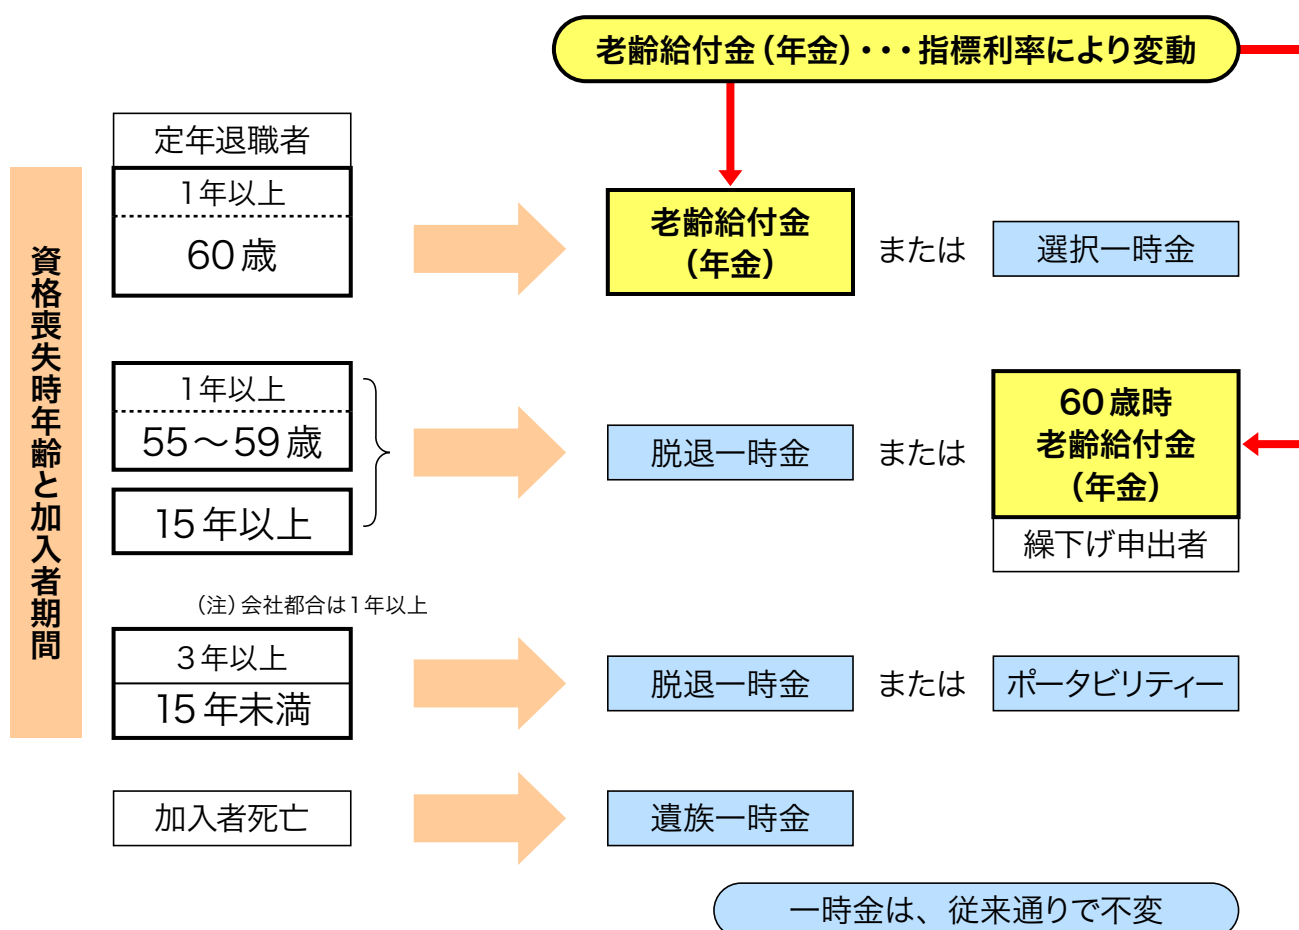 老齢給付金（年金）・・・指標利率により変動
資格喪失時年齢と加入者期間
定年退職者
1年以上
60歳
老齢給付金
（年金）
または
選択一時金
1年以上
55～59歳
15年以上
脱退一時金
または
60歳時
老齢給付金
（年金）
繰下げ申出者
（注）会社都合は1年以上
3年以上
15年未満
脱退一時金
または
ポータビリティー
加入者死亡
遺族一時金
一時金は、従来通りで不変